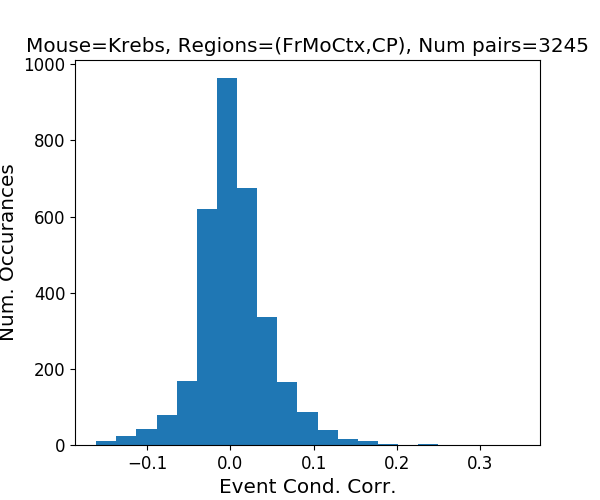 Mouse=Krebs, Regions=(FrMoCtx,CP), Num pairs=3245
1000
800
600
400
200
0
Num. Occurances
−0.1 0.0 0.1 0.2 0.3
Event Cond. Corr.